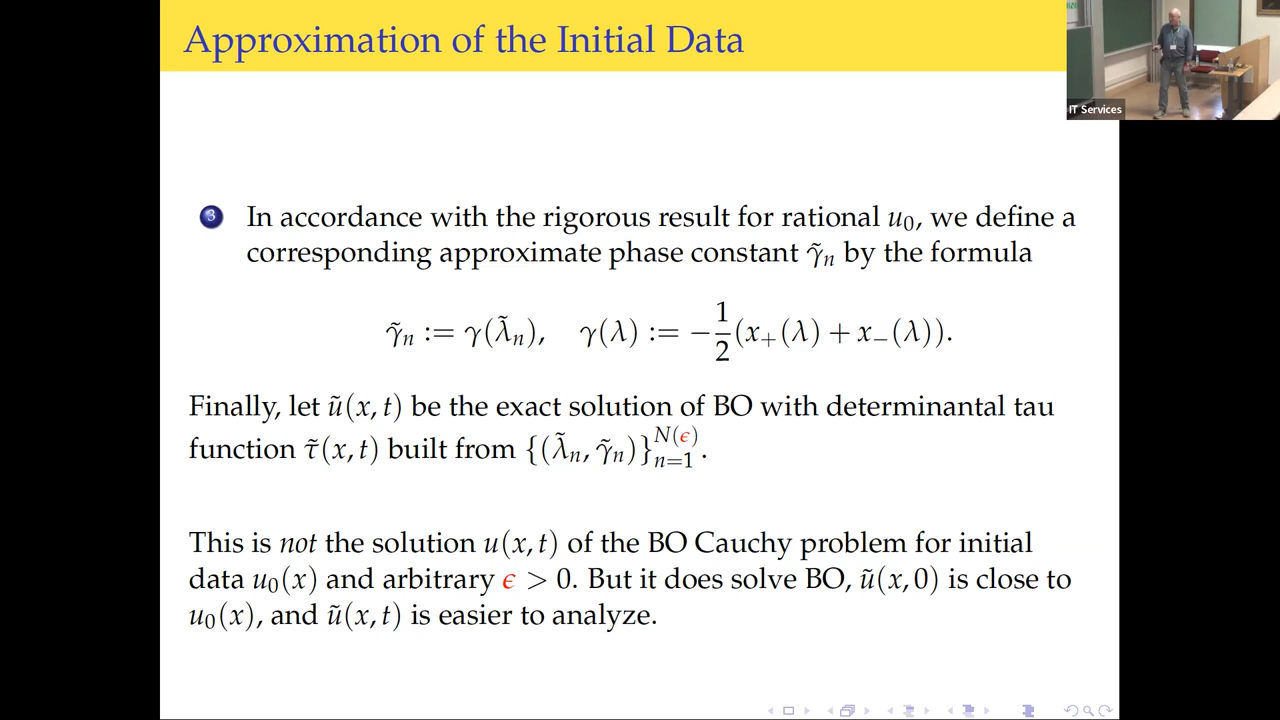 Approximation of the Initial Data
IT Services
3 In accordance with the rigorous result for rational u₀, we define a
corresponding approximate phase constant γ̃ₙ by the formula
γ̃ₙ := γ(λ̃ₙ), γ(λ) := −1/2(x₊(λ) + x₋(λ)).
Finally, let ũ(x, t) be the exact solution of BO with determinantal tau
function τ̃(x, t) built from {(λ̃ₙ, γ̃ₙ)}ₙ₌₁^N(ϵ).
This is not the solution u(x, t) of the BO Cauchy problem for initial
data u₀(x) and arbitrary ϵ > 0. But it does solve BO, ũ(x, 0) is close to
u₀(x), and ũ(x, t) is easier to analyze.